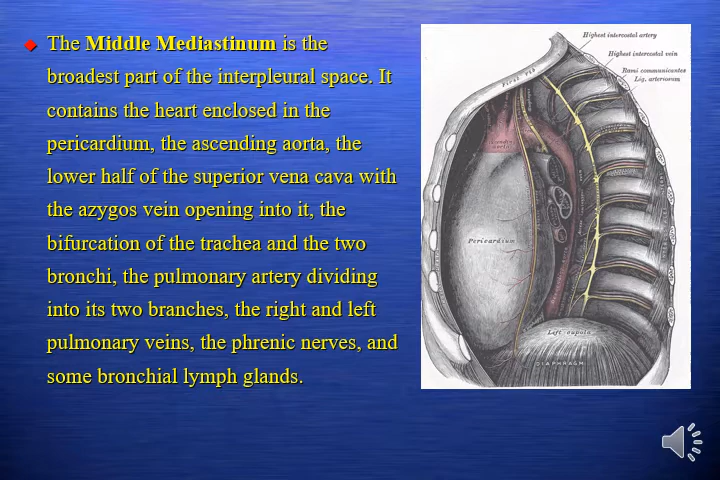 The Middle Mediastinum is the
broadest part of the interpleural space. It
contains the heart enclosed in the
pericardium, the ascending aorta, the
lower half of the superior vena cava with
the azygos vein opening into it, the
bifurcation of the trachea and the two
bronchi, the pulmonary artery dividing
into its two branches, the right and left
pulmonary veins, the phrenic nerves, and
some bronchial lymph glands.
Highest intercostal artery
Highest intercostal vein
Rami communicantes
Lig. arteriosum
First rib
aorta
Pericardium
Left cupola
DIAPHRAGM